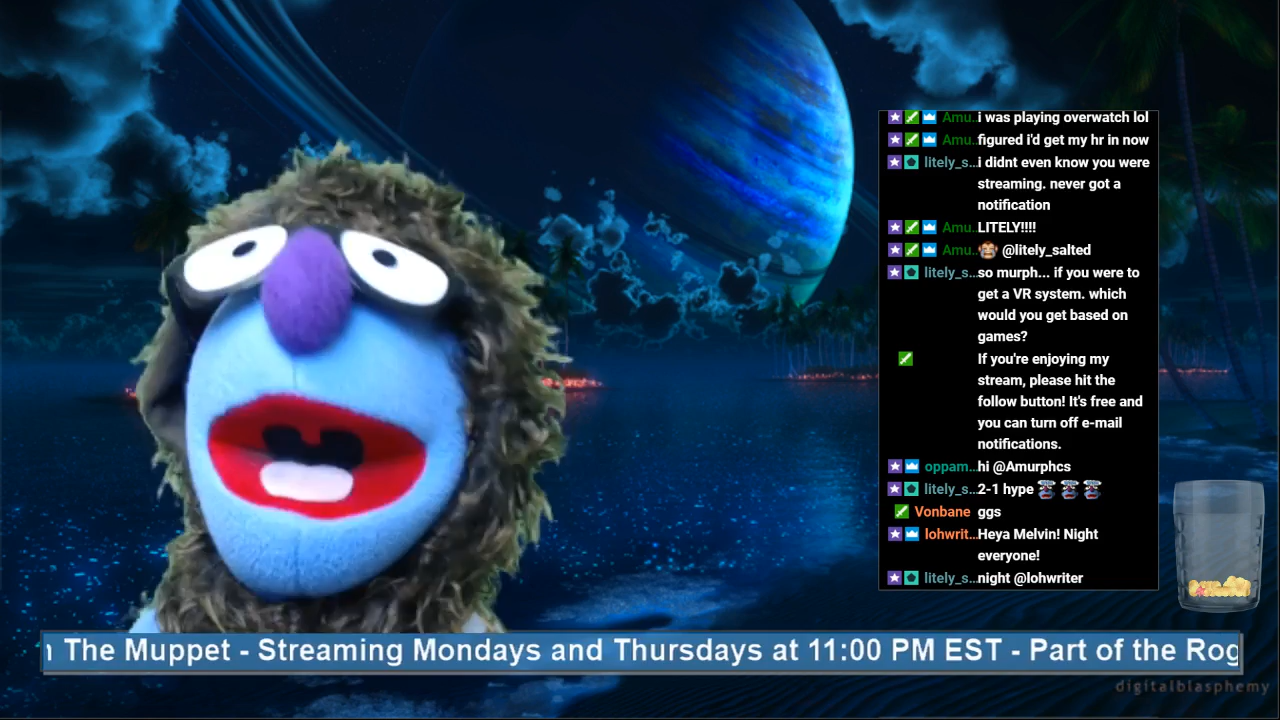 Amu.. i was playing overwatch lol
Amu.. figured i'd get my hr in now
litely_s... i didnt even know you were
streaming. never got a
notification
Amu.. LITELY!!!!
Amu.. @litely_salted
litely_s... so murph... if you were to
get a VR system. which
would you get based on
games?
If you're enjoying my
stream, please hit the
follow button! It's free and
you can turn off e-mail
notifications.
oppam... hi @Amurphcs
litely_s... 2-1 hype
Vonbane ggs
lohwrit... Heya Melvin! Night
everyone!
litely_s... night @lohwriter
The Muppet - Streaming Mondays and Thursdays at 11:00 PM EST - Part of the Rog
digitalblasphemy